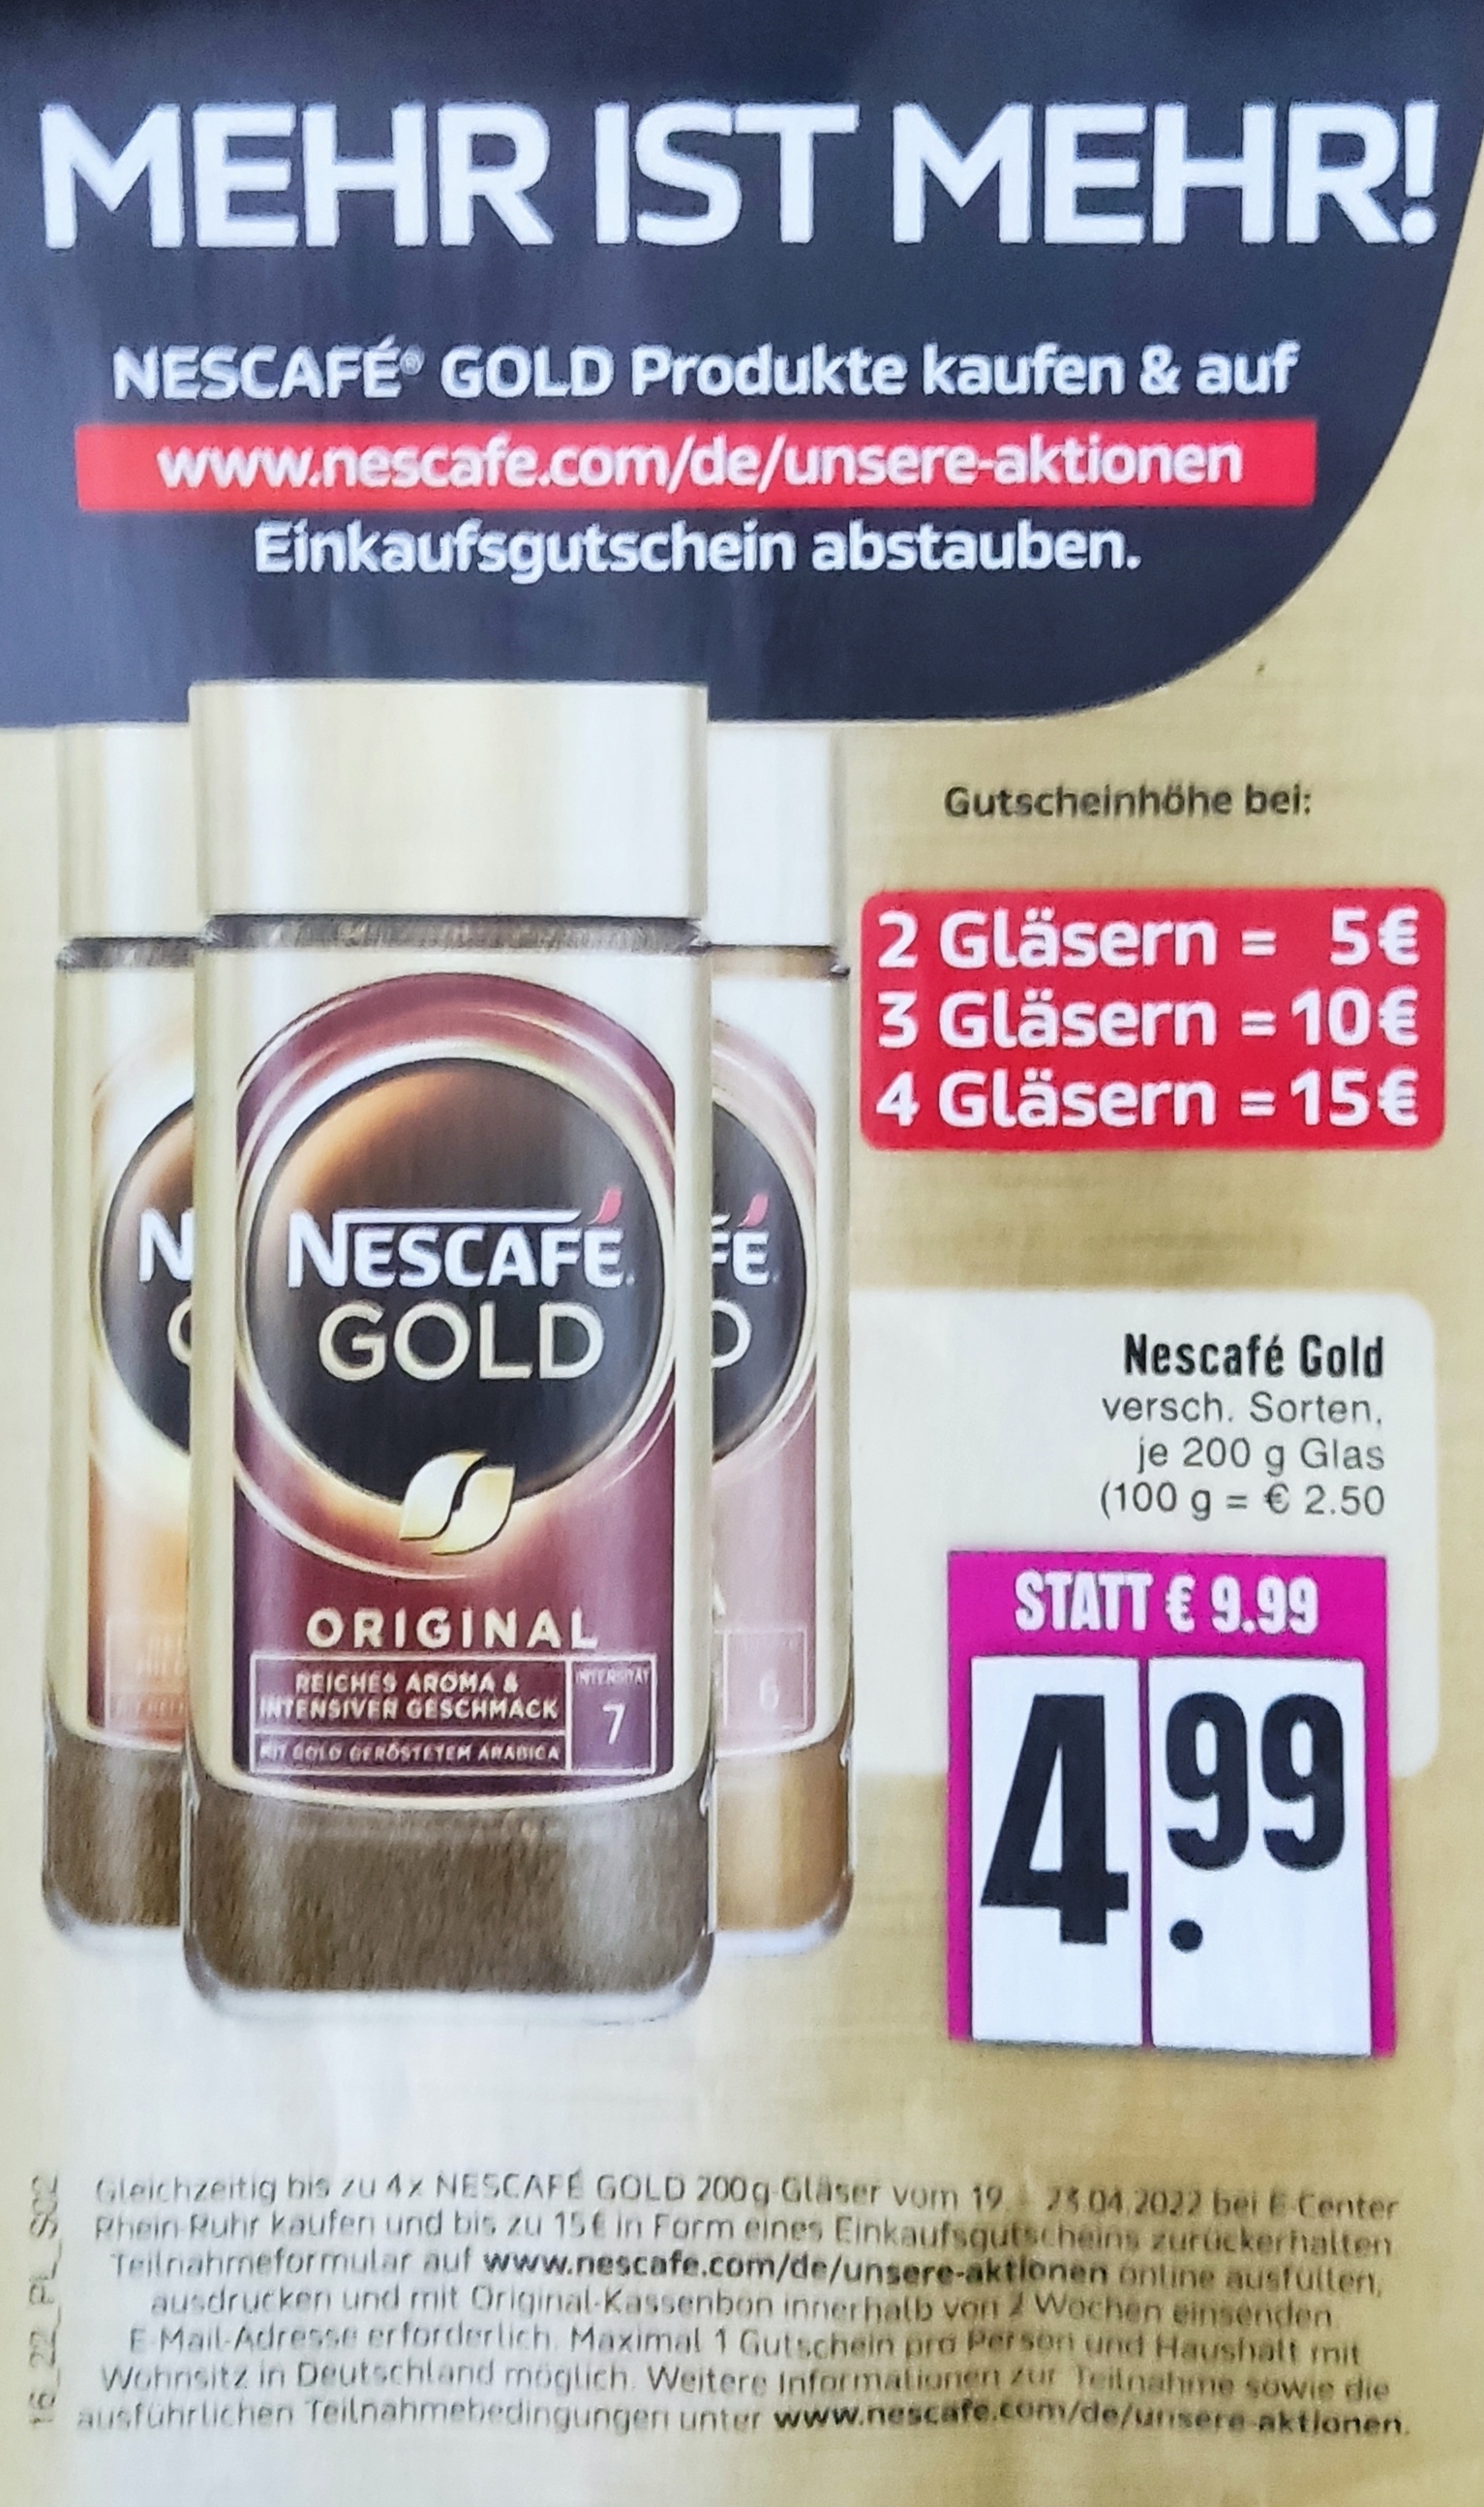 MEHR IST MEHR!
NESCAFÉ® GOLD Produkte kaufen & auf
www.nescafe.com/de/unsere-aktionen
Einkaufsgutschein abstauben.
Gutscheinhöhe bei:
2 Gläsern = 5€
3 Gläsern = 10€
4 Gläsern = 15€
N
G
NESCAFÉ.
GOLD
FÉ.
D
ORIGINAL
REICHES AROMA &
INTENSIVER GESCHMACK
MIT GOLD GERÖSTETEM ARABICA
INTENSITÄT
7
6
Nescafé Gold
versch. Sorten,
je 200 g Glas
(100 g = € 2.50
STATT € 9.99
4.99
Gleichzeitig bis zu 4x NESCAFÉ GOLD 200g-Gläser vom 19. - 23.04.2022 bei E-Center
Rhein-Ruhr kaufen und bis zu 15€ in Form eines Einkaufsgutscheins zurückerhalten.
Teilnahmeformular auf www.nescafe.com/de/unsere-aktionen online ausfüllen,
ausdrucken und mit Original-Kassenbon innerhalb von 2 Wochen einsenden.
E-Mail-Adresse erforderlich. Maximal 1 Gutschein pro Person und Haushalt mit
Wohnsitz in Deutschland möglich. Weitere Informationen zur Teilnahme sowie die
ausführlichen Teilnahmebedingungen unter www.nescafe.com/de/unsere-aktionen.
16_22_PL_SC2